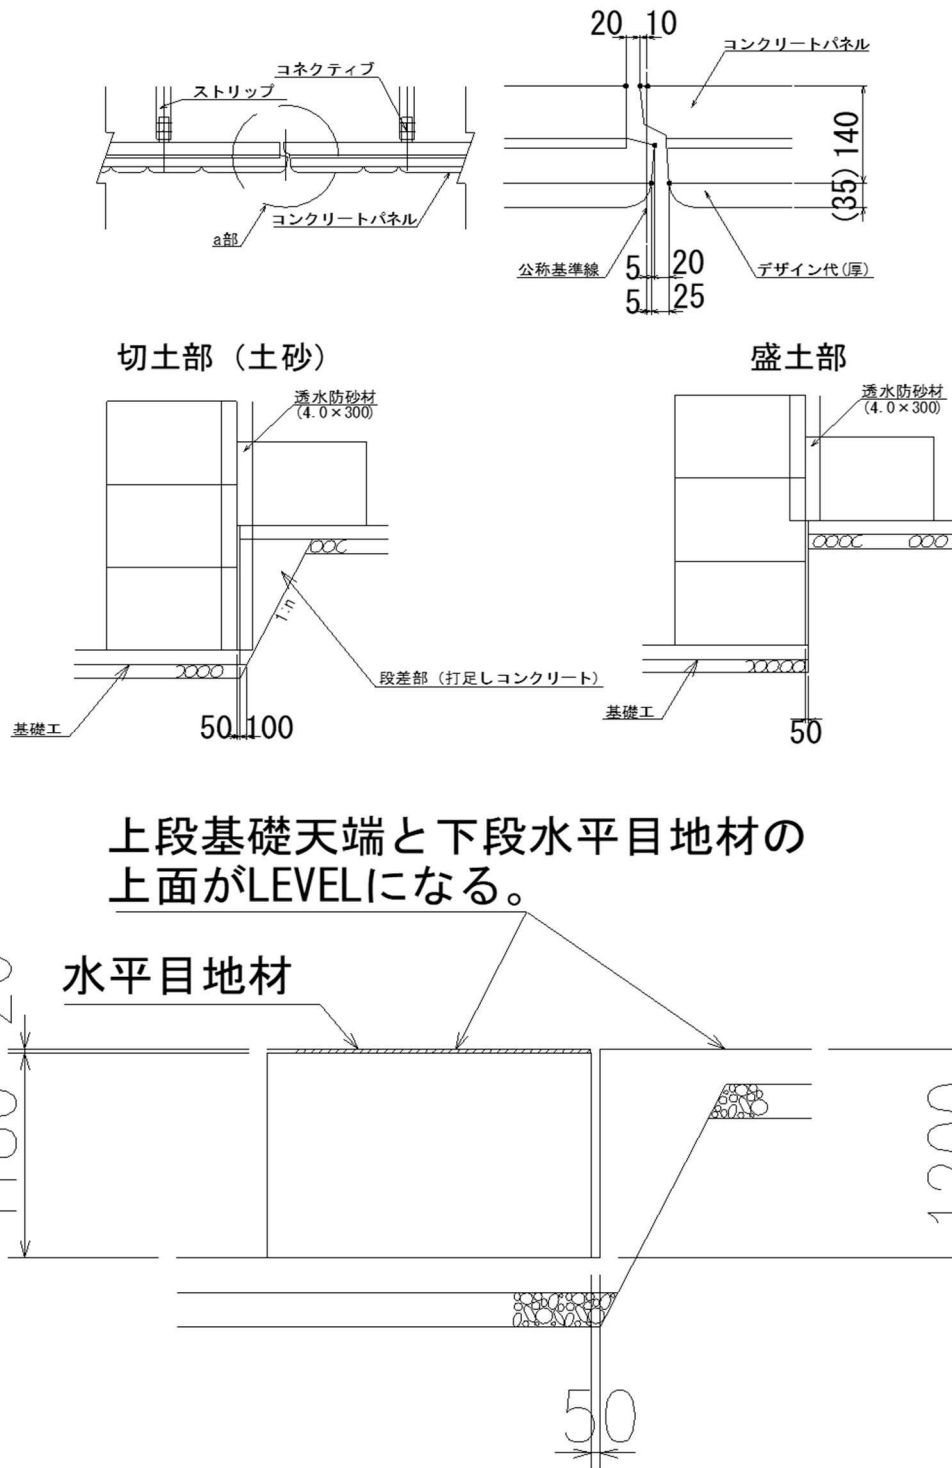 20 10
コンクリートパネル
コネクティブ
ストリップ
コンクリートパネル
a部
140
(35)
公称基準線
5 20
デザイン代(厚)
5 25
切土部（土砂）
盛土部
透水防砂材
(4.0×300)
透水防砂材
(4.0×300)
1:n
段差部（打足しコンクリート）
基礎工
50 100
基礎工
50
上段基礎天端と下段水平目地材の
上面がLEVELになる。
水平目地材
1200
50